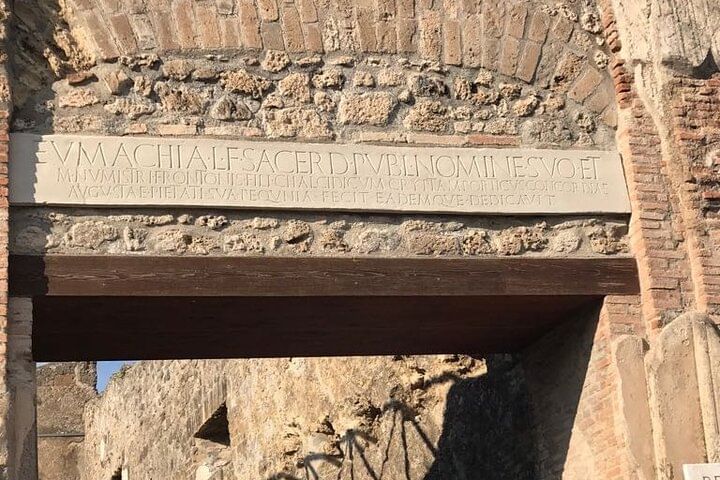 EVMACHIA·L·F·SACERD·PVBL·NOMINE·SVO·ET
M·NVMISTRI·FRONTONIS·FILI·CHALCIDICVM·CRYPTAM·PORTICVS·CONCORDIAE
AVGVSTAE·PIETATI·SVA·PEQVNIA·FECIT·EADEMQVE·DEDICAVIT